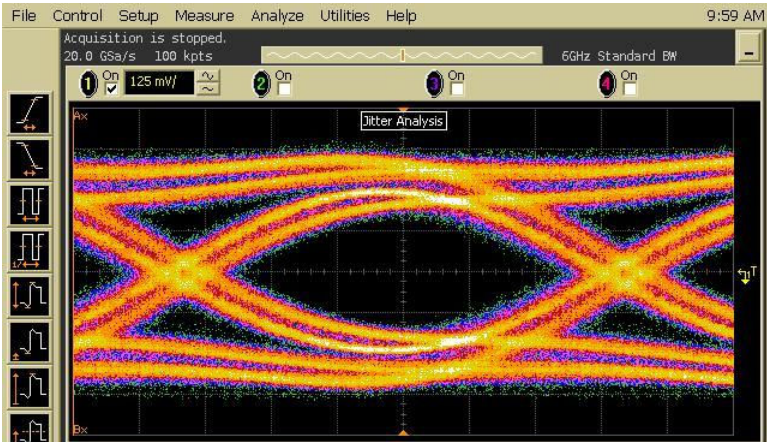 File Control Setup Measure Analyze Utilities Help 9:59 AM
Acquisition is stopped.
20.0 GSa/s 100 kpts
6GHz Standard BW
1 On 125 mV/ 2 On 3 On 4 On
Ax
Jitter Analysis
T
Bx